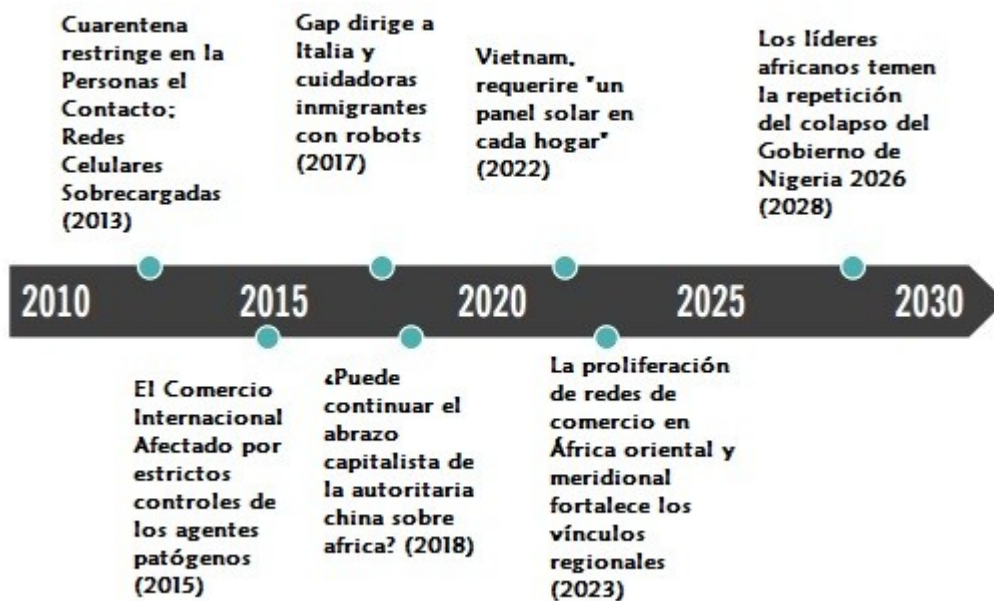 Cuarentena
restringe en la
Personas el
Contacto;
Redes
Celulares
Sobrecargadas
(2013)
Gap dirige a
Italia y
cuidadoras
inmigrantes
con robots
(2017)
Vietnam,
requerire "un
panel solar en
cada hogar"
(2022)
Los líderes
africanos temen
la repetición
del colapso del
Gobierno de
Nigeria 2026
(2028)
2010 2015 2020 2025 2030
El Comercio
Internacional
Afectado por
estrictos
controles de
los agentes
patógenos
(2015)
¿Puede
continuar el
abrazo
capitalista de
la autoritaria
china sobre
africa? (2018)
La proliferación
de redes de
comercio en
África oriental y
meridional
fortalece los
vínculos
regionales
(2023)